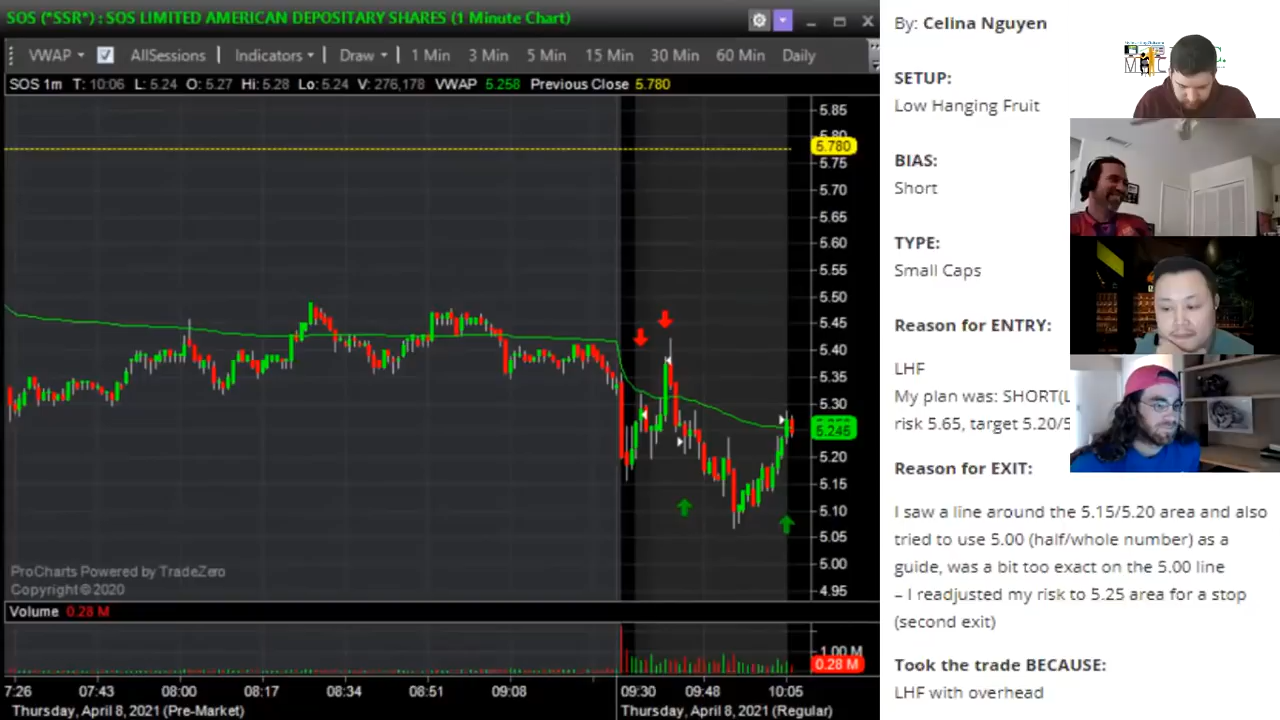 SOS (*SSR*) : SOS LIMITED AMERICAN DEPOSITARY SHARES (1 Minute Chart)
VWAP AllSessions Indicators Draw 1 Min 3 Min 5 Min 15 Min 30 Min 60 Min Daily
SOS 1m T: 10:06 L: 5.24 O: 5.27 Hi: 5.28 Lo: 5.24 V: 276,178 VWAP 5.258 Previous Close 5.780
5.85
5.80
5.780
5.75
5.70
5.65
5.60
5.55
5.50
5.45
5.40
5.35
5.30
5.245
5.20
5.15
5.10
5.05
5.00
4.95
ProCharts Powered by TradeZero
Copyright © 2020
Volume 0.28 M
1.00 M
0.28 M
7:26 07:43 08:00 08:17 08:34 08:51 09:08 09:30 09:48 10:05
Thursday, April 8, 2021 (Pre-Market) Thursday, April 8, 2021 (Regular)
By: Celina Nguyen
SETUP:
Low Hanging Fruit
BIAS:
Short
TYPE:
Small Caps
Reason for ENTRY:
LHF
My plan was: SHORT(L
risk 5.65, target 5.20/5
Reason for EXIT:
I saw a line around the 5.15/5.20 area and also
tried to use 5.00 (half/whole number) as a
guide, was a bit too exact on the 5.00 line
– I readjusted my risk to 5.25 area for a stop
(second exit)
Took the trade BECAUSE:
LHF with overhead